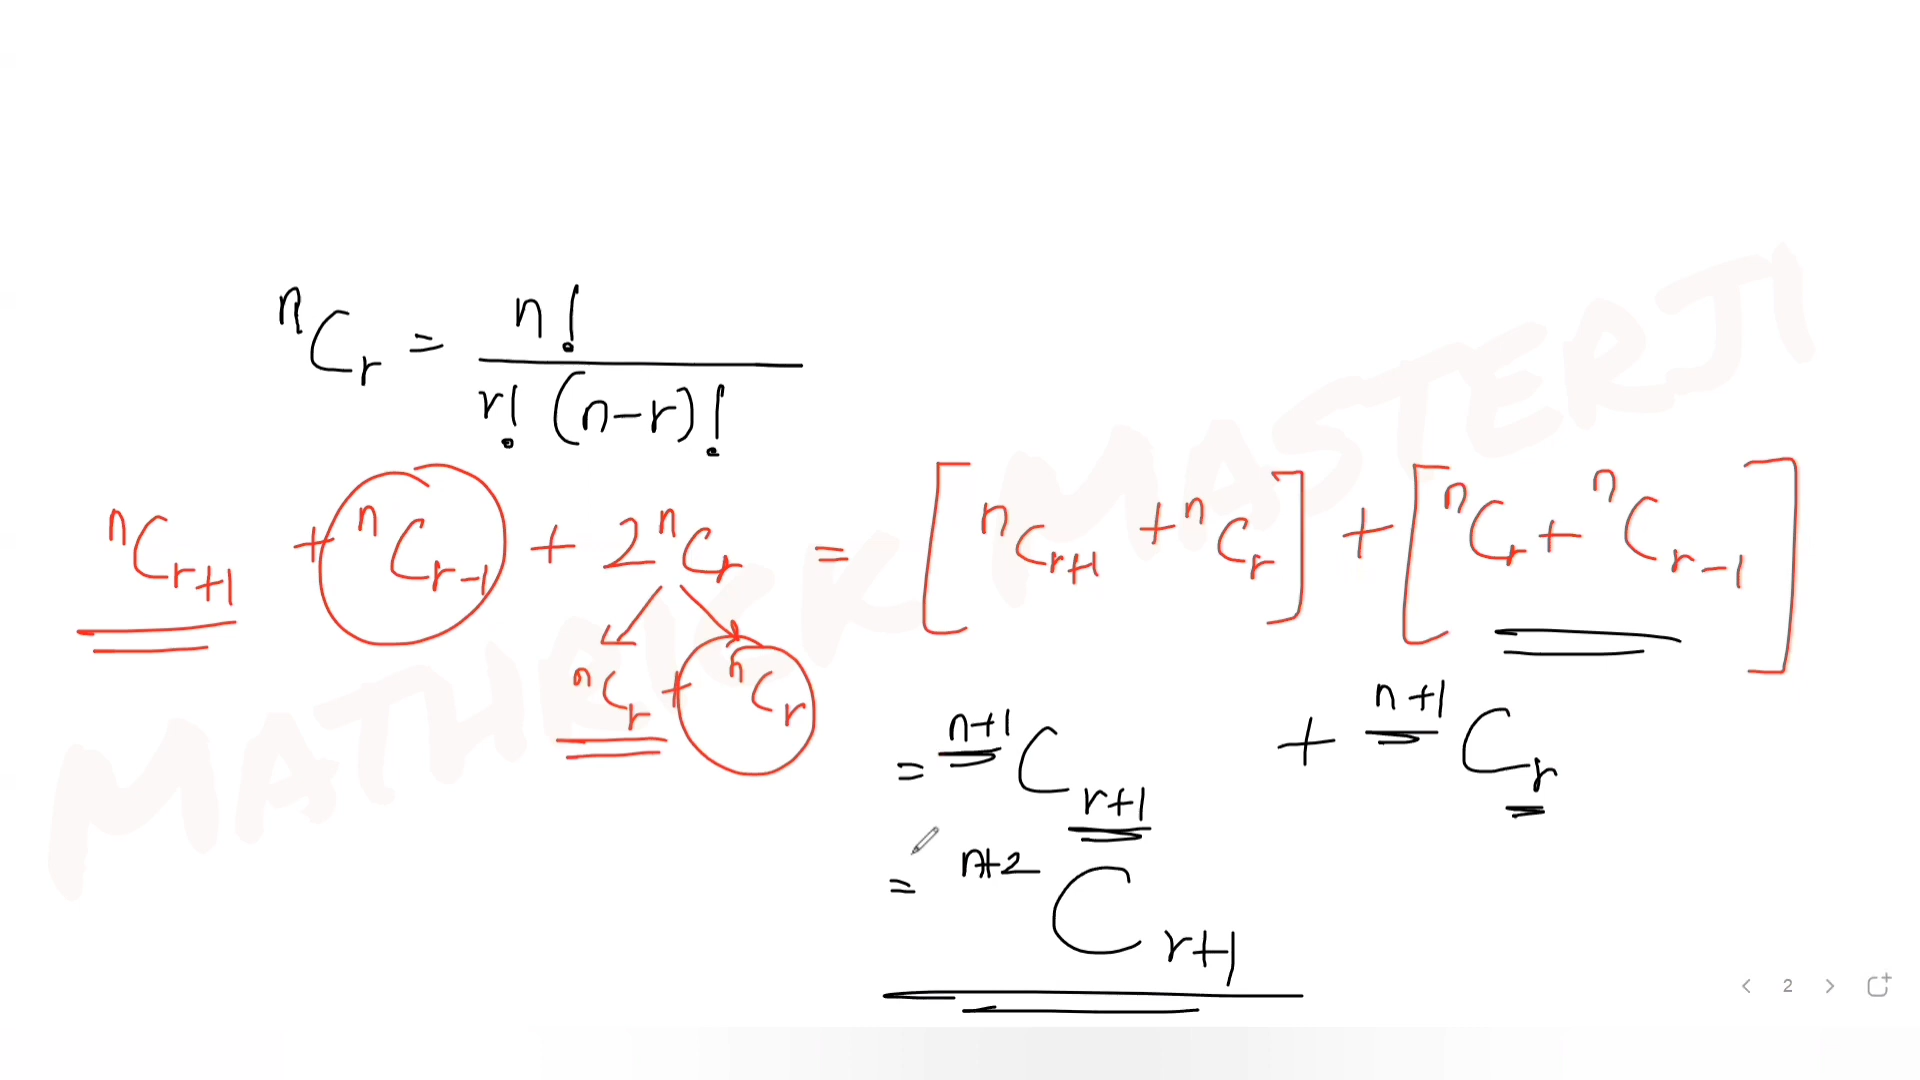 ⁿCᵣ = n! / r! (n-r)!
ⁿCᵣ₊₁ + ⁿCᵣ₋₁ + 2ⁿCᵣ = [ⁿCᵣ₊₁ + ⁿCᵣ] + [ⁿCᵣ + ⁿCᵣ₋₁]
ⁿCᵣ + ⁿCᵣ
= ⁿ⁺¹Cᵣ₊₁ + ⁿ⁺¹Cᵣ
= ⁿ⁺²Cᵣ₊₁
MATHRIKK MASTERJI
< 2 >